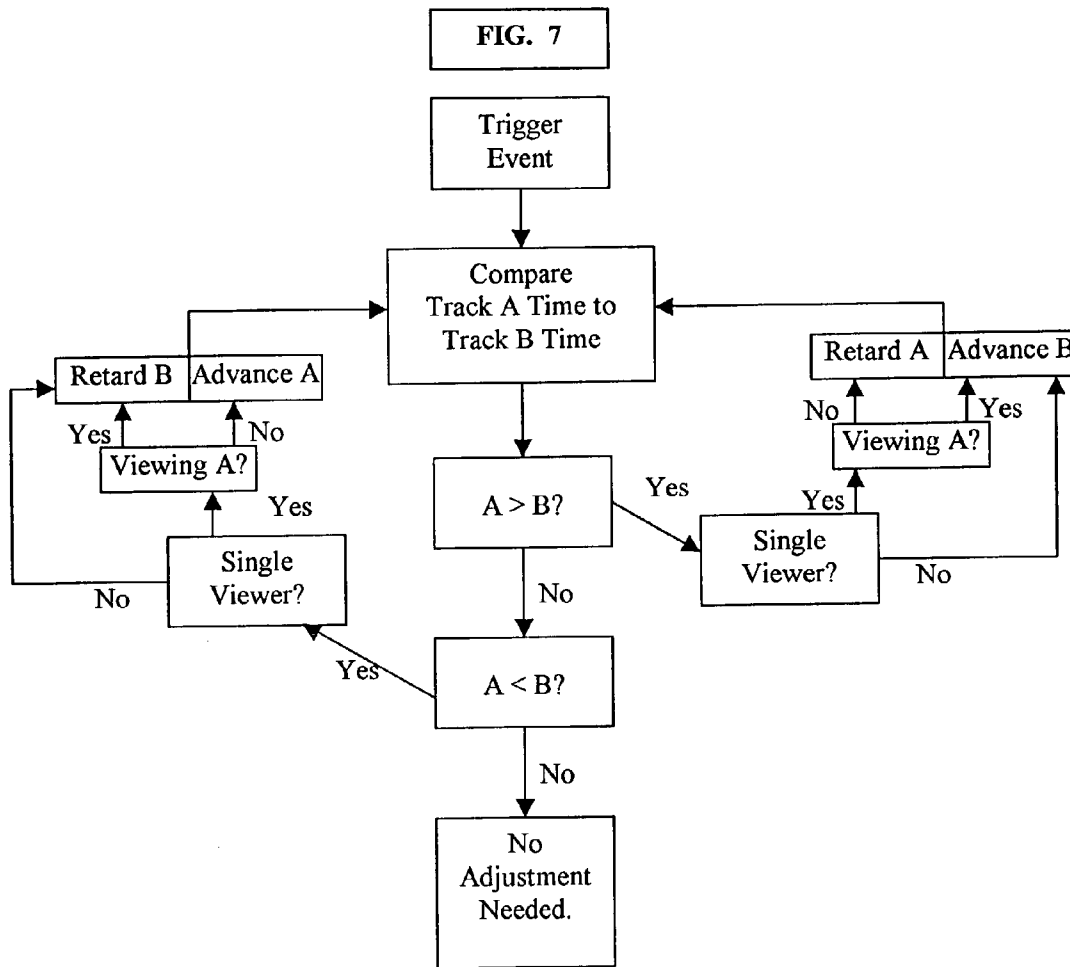 FIG. 7
Trigger
Event
Compare
Track A Time to
Track B Time
Retard B
Advance A
Yes
No
Viewing A?
Yes
Single
Viewer?
No
Retard A
Advance B
No
Yes
Viewing A?
Yes
Single
Viewer?
No
A > B?
Yes
No
A < B?
Yes
No
No
Adjustment
Needed.